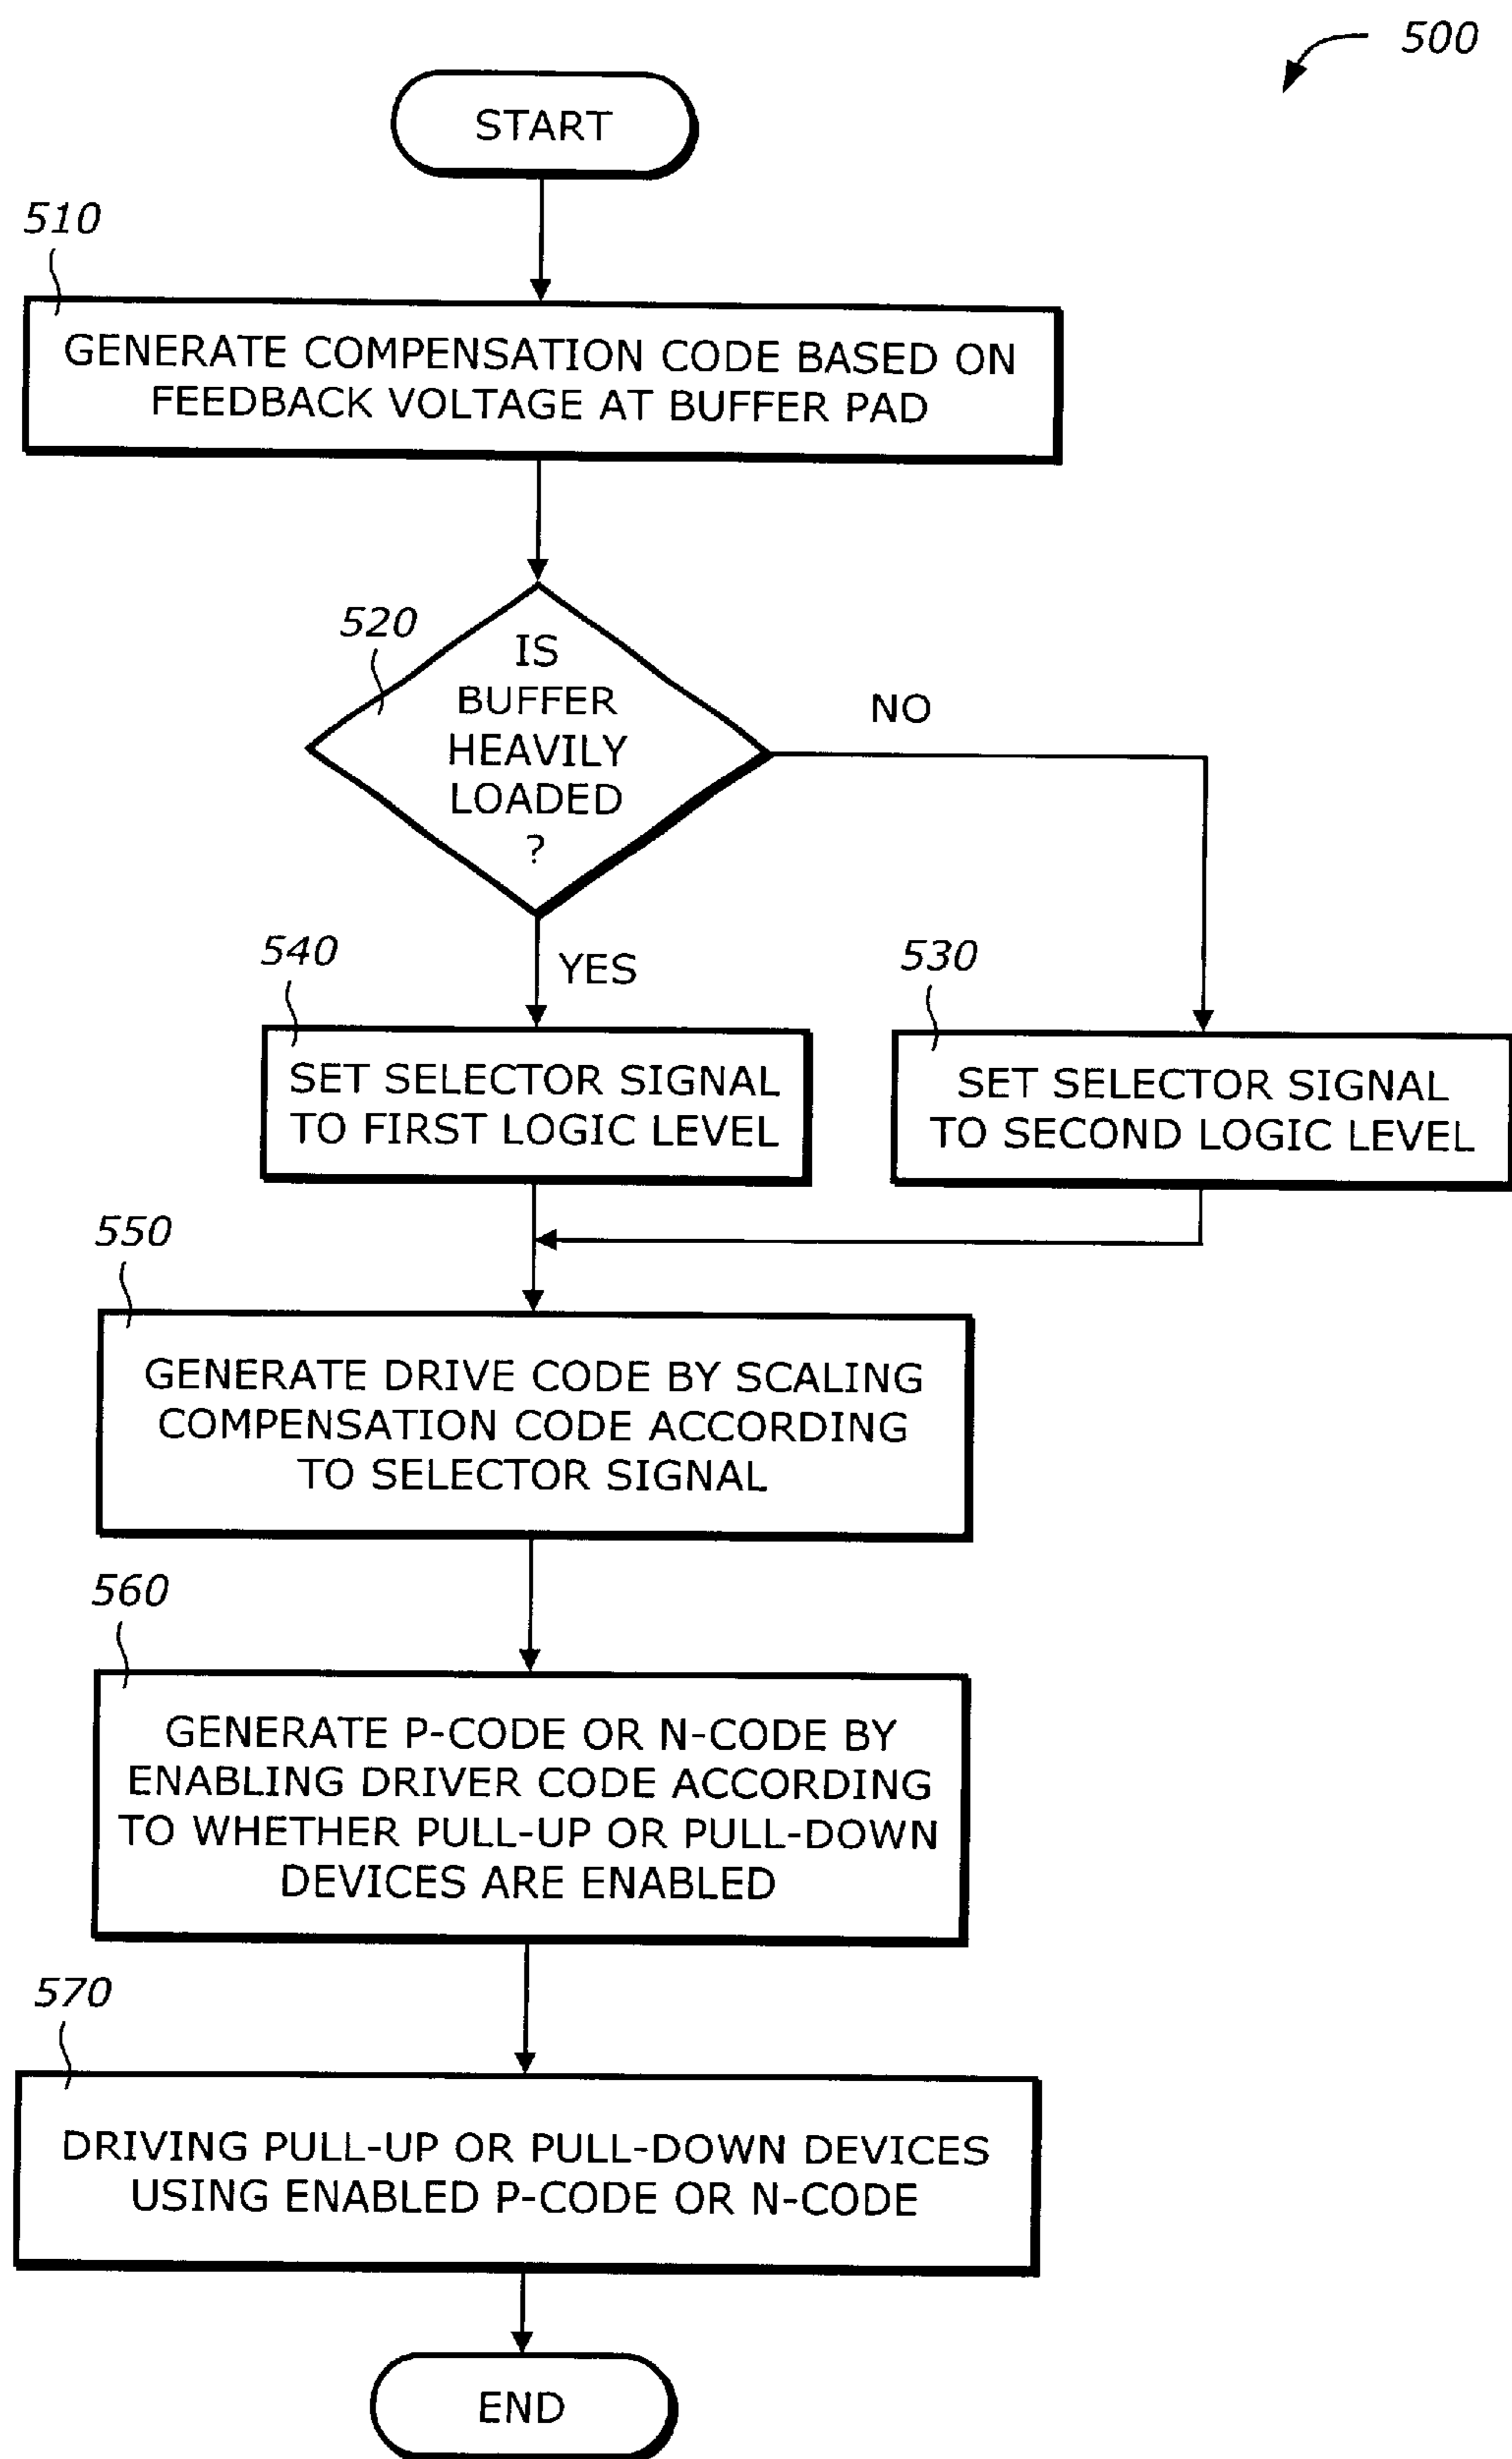 500
START
510
GENERATE COMPENSATION CODE BASED ON
FEEDBACK VOLTAGE AT BUFFER PAD
520
IS
BUFFER
HEAVILY
LOADED
?
NO
YES
540
SET SELECTOR SIGNAL
TO FIRST LOGIC LEVEL
530
SET SELECTOR SIGNAL
TO SECOND LOGIC LEVEL
550
GENERATE DRIVE CODE BY SCALING
COMPENSATION CODE ACCORDING
TO SELECTOR SIGNAL
560
GENERATE P-CODE OR N-CODE BY
ENABLING DRIVER CODE ACCORDING
TO WHETHER PULL-UP OR PULL-DOWN
DEVICES ARE ENABLED
570
DRIVING PULL-UP OR PULL-DOWN DEVICES
USING ENABLED P-CODE OR N-CODE
END